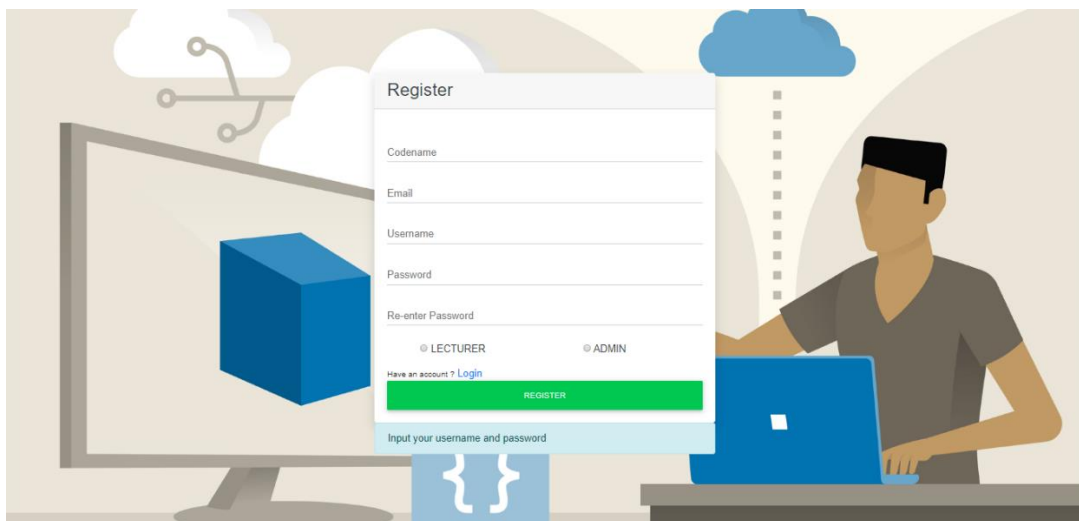 Register
Codename
Email
Username
Password
Re-enter Password
LECTURER ADMIN
Have an account ? Login
REGISTER
Input your username and password
{ }